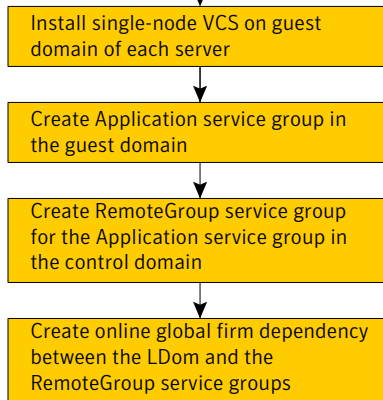 Install single-node VCS on guest
domain of each server
Create Application service group in
the guest domain
Create RemoteGroup service group
for the Application service group in
the control domain
Create online global firm dependency
between the LDom and the
RemoteGroup service groups